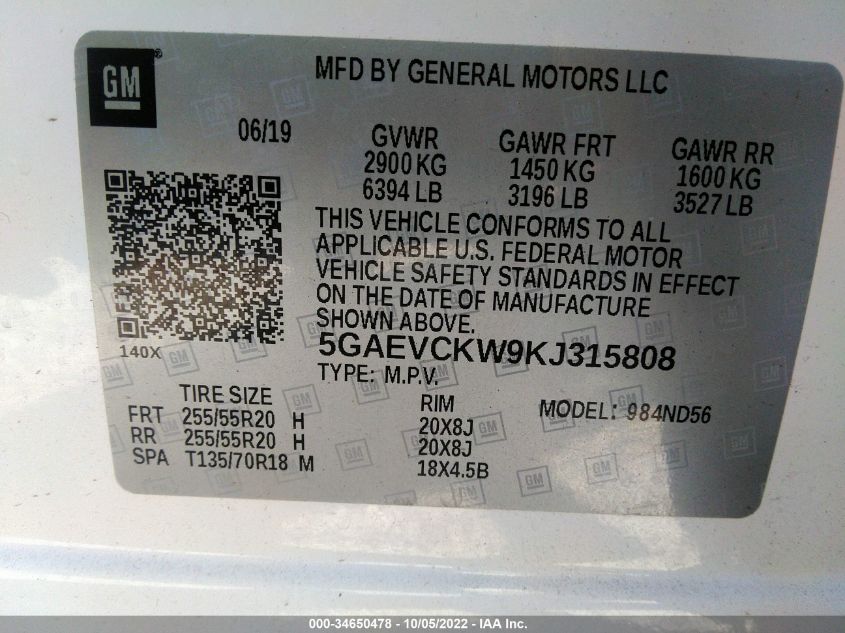 GM
MFD BY GENERAL MOTORS LLC
06/19 GVWR GAWR FRT GAWR RR
2900 KG 1450 KG 1600 KG
6394 LB 3196 LB 3527 LB
THIS VEHICLE CONFORMS TO ALL
APPLICABLE U.S. FEDERAL MOTOR
VEHICLE SAFETY STANDARDS IN EFFECT
ON THE DATE OF MANUFACTURE
SHOWN ABOVE.
140X 5GAEVCKW9KJ315808
TYPE: M.P.V.
TIRE SIZE RIM MODEL: 984ND56
FRT 255/55R20 H 20X8J
RR 255/55R20 H 20X8J
SPA T135/70R18 M 18X4.5B
000-34650478 - 10/05/2022 - IAA Inc.